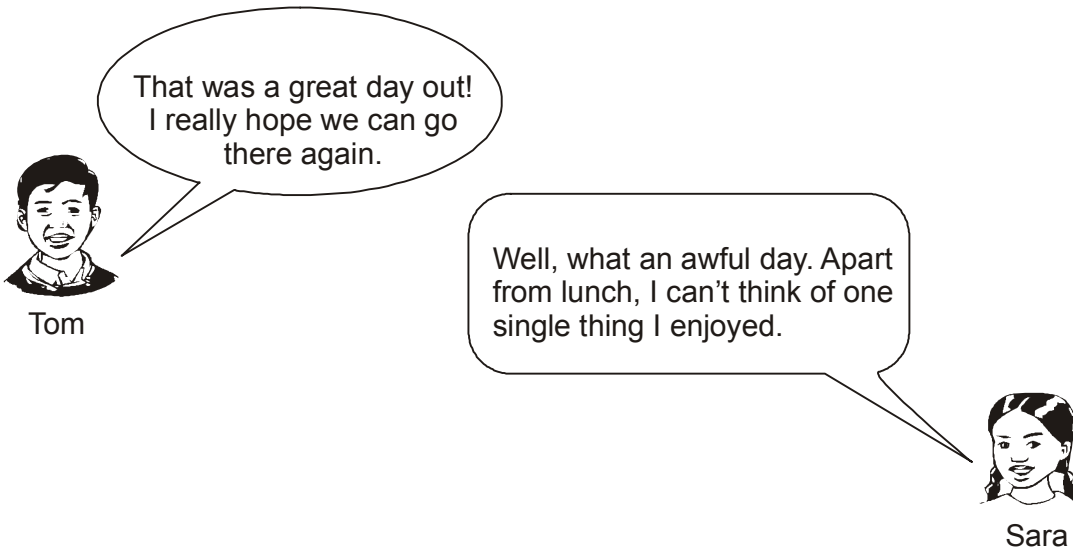 That was a great day out!
I really hope we can go
there again.
Tom
Well, what an awful day. Apart
from lunch, I can’t think of one
single thing I enjoyed.
Sara